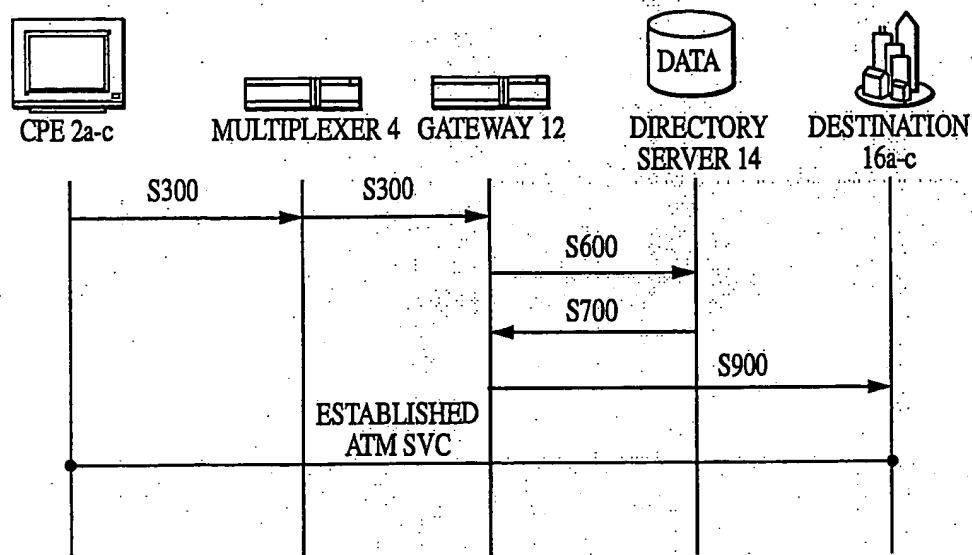 DATA
CPE 2a-c
MULTIPLEXER 4
GATEWAY 12
DIRECTORY
SERVER 14
DESTINATION
16a-c
S300
S300
S600
S700
S900
ESTABLISHED
ATM SVC